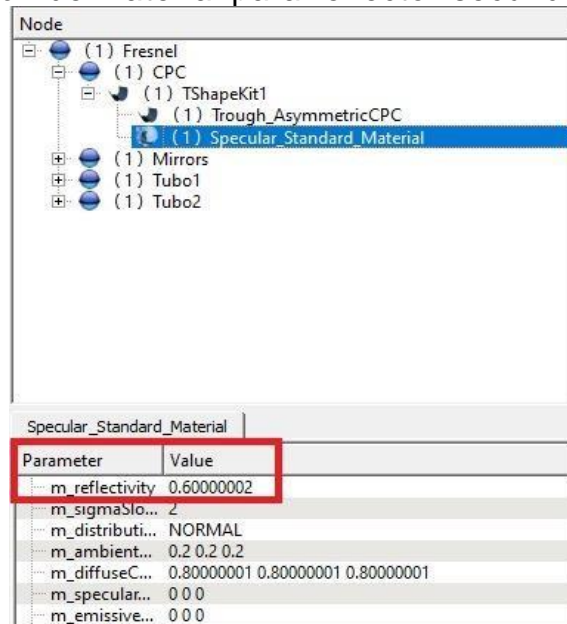 Node
(1) Fresnel
(1) CPC
(1) TShapeKit1
(1) Trough_AsymmetricCPC
(1) Specular_Standard_Material
(1) Mirrors
(1) Tubo1
(1) Tubo2
Specular_Standard_Material
Parameter Value
m_reflectivity 0.60000002
m_sigmaSlo... 2
m_distributi... NORMAL
m_ambient... 0.2 0.2 0.2
m_diffuseC... 0.80000001 0.80000001 0.80000001
m_specular... 0 0 0
m_emissive... 0 0 0